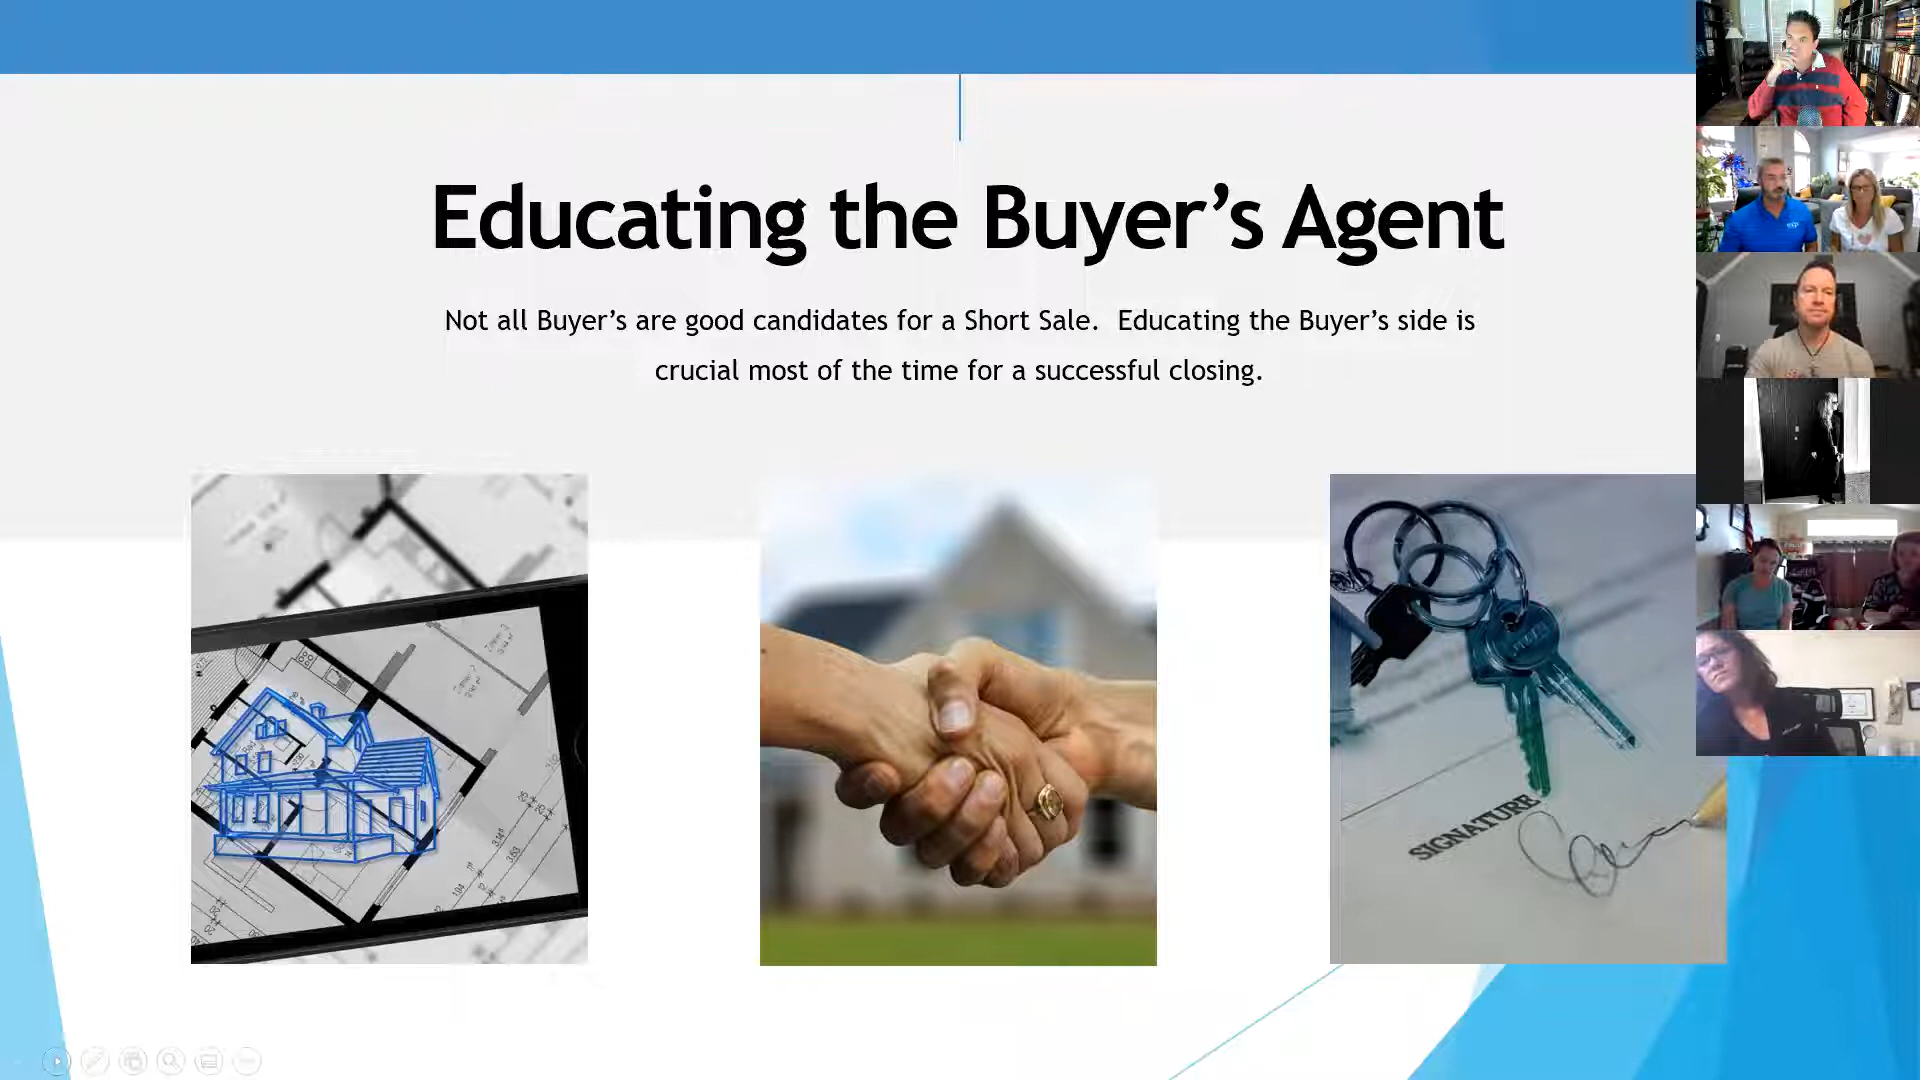 Educating the Buyer’s Agent
Not all Buyer’s are good candidates for a Short Sale.  Educating the Buyer’s side is
crucial most of the time for a successful closing.
SIGNATURE